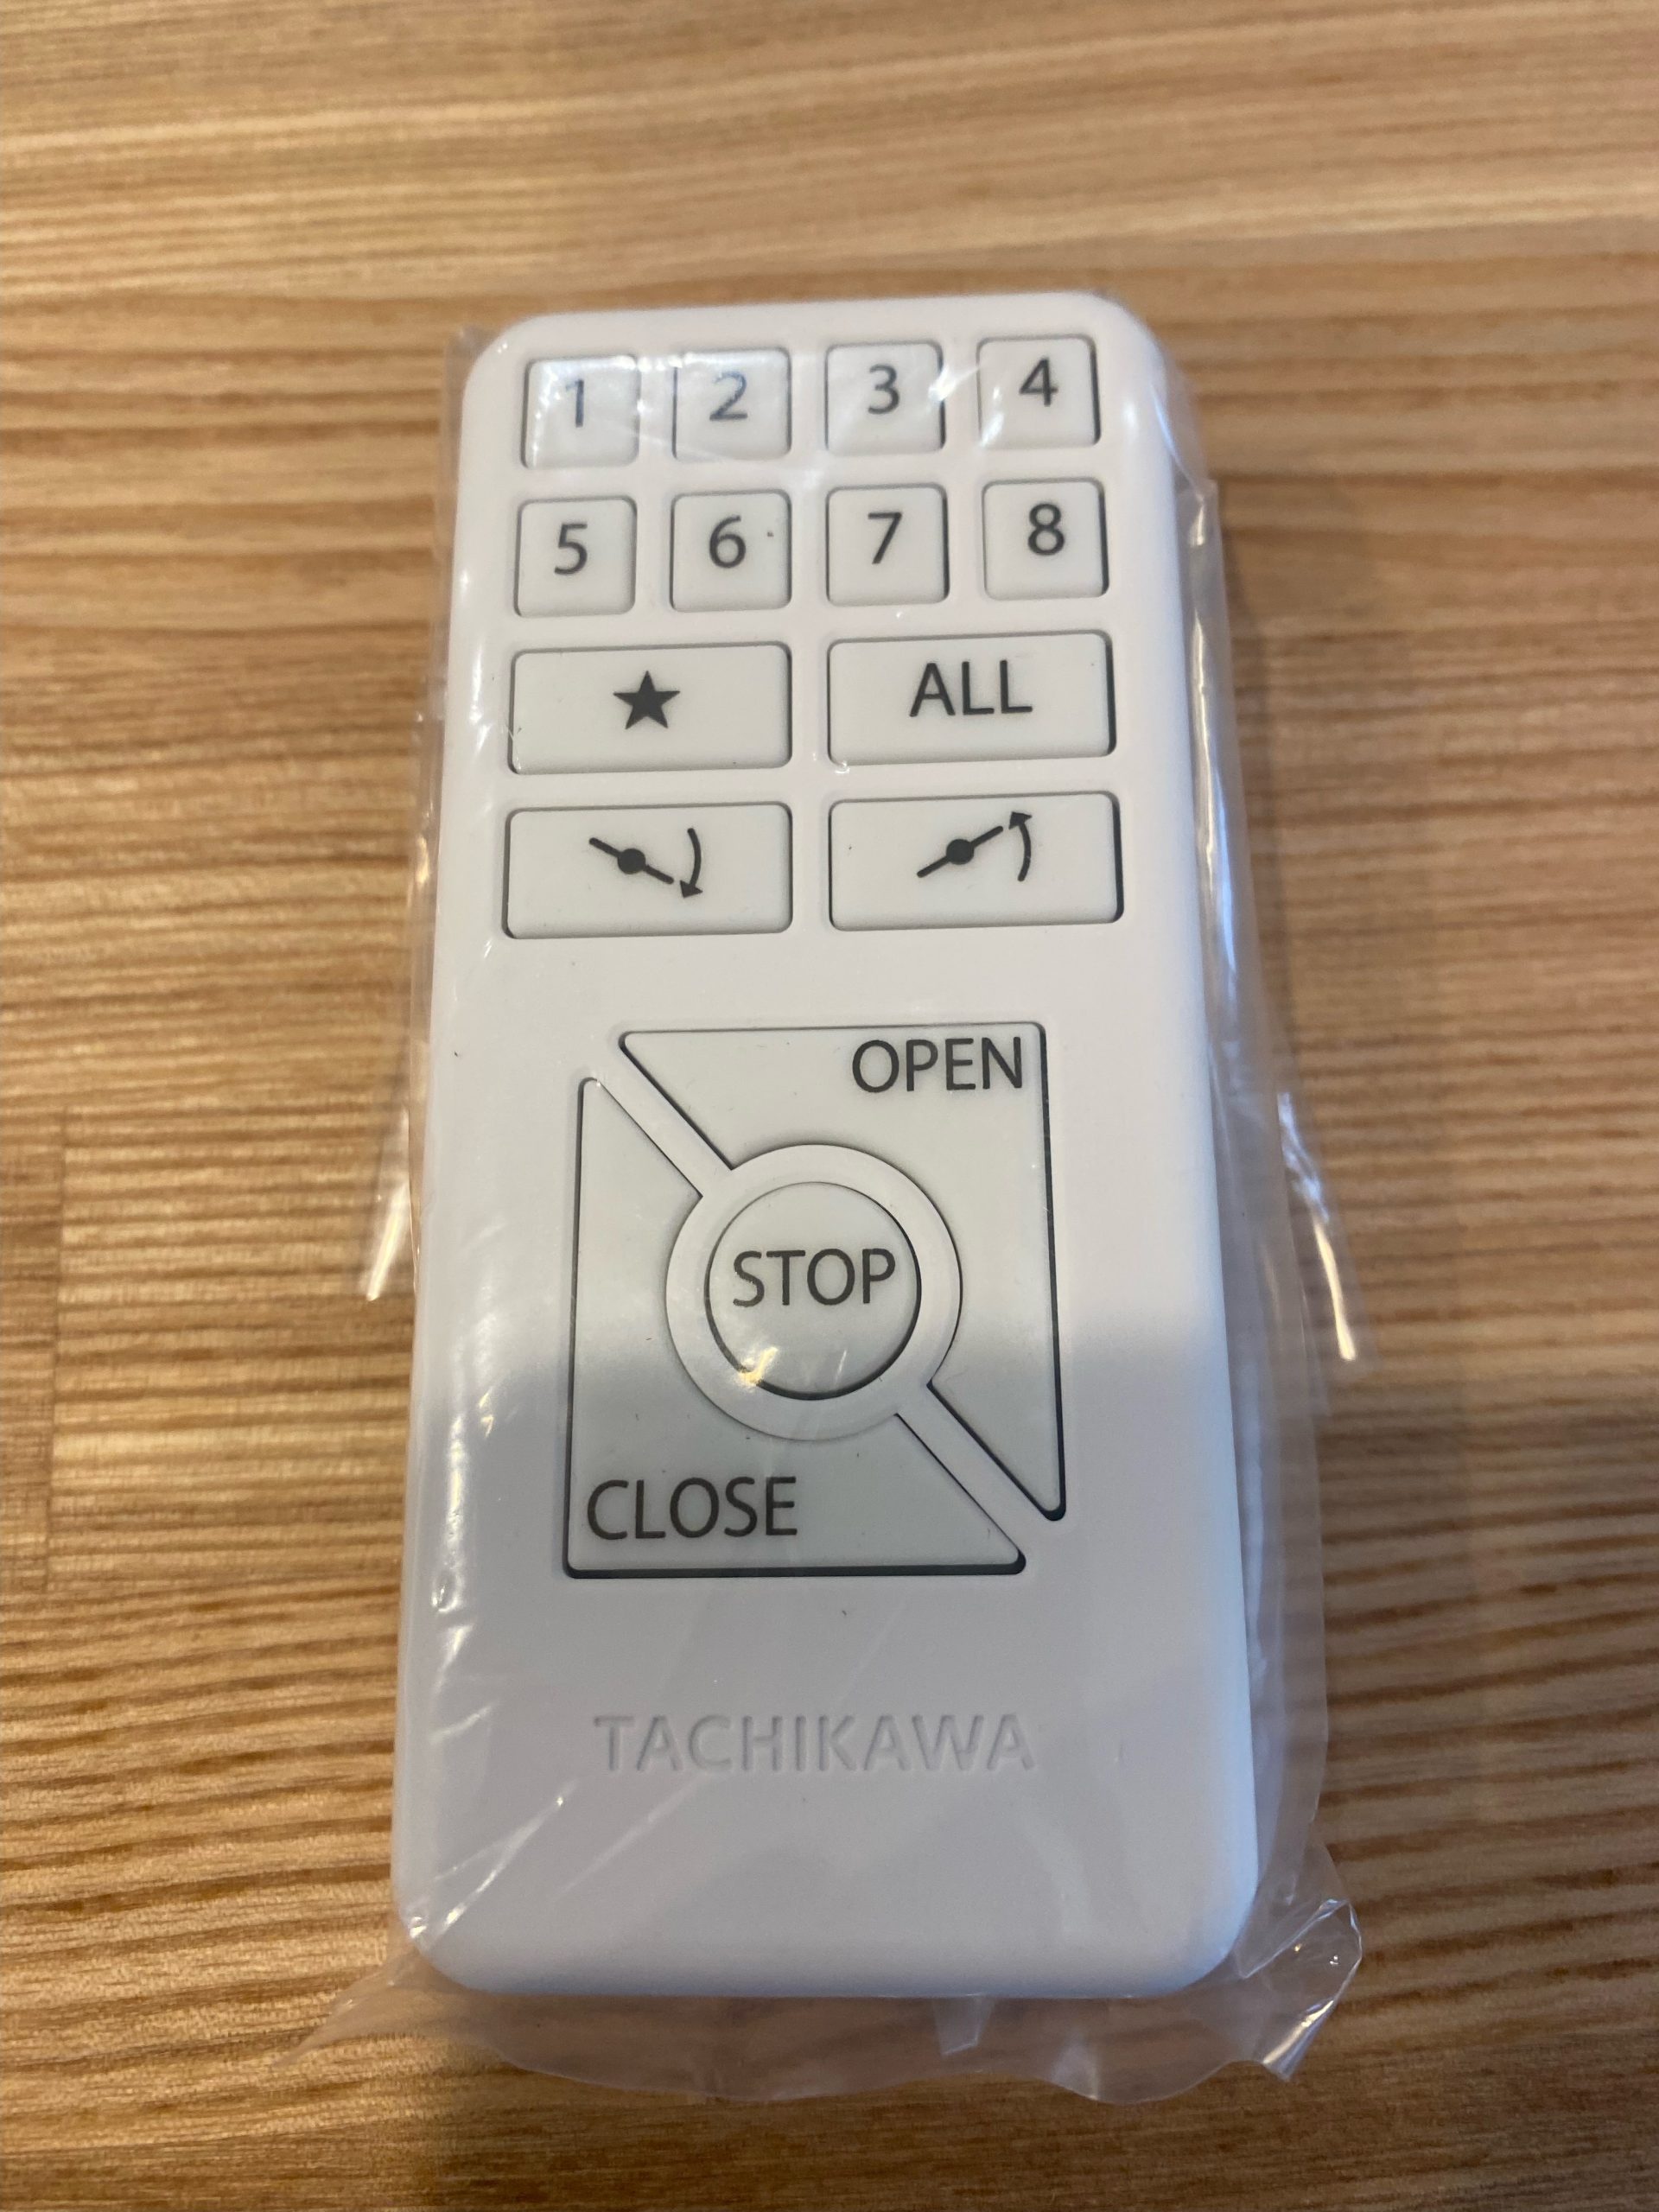 1 2 3 4
5 6 7 8
★ ALL
OPEN
STOP
CLOSE
TACHIKAWA